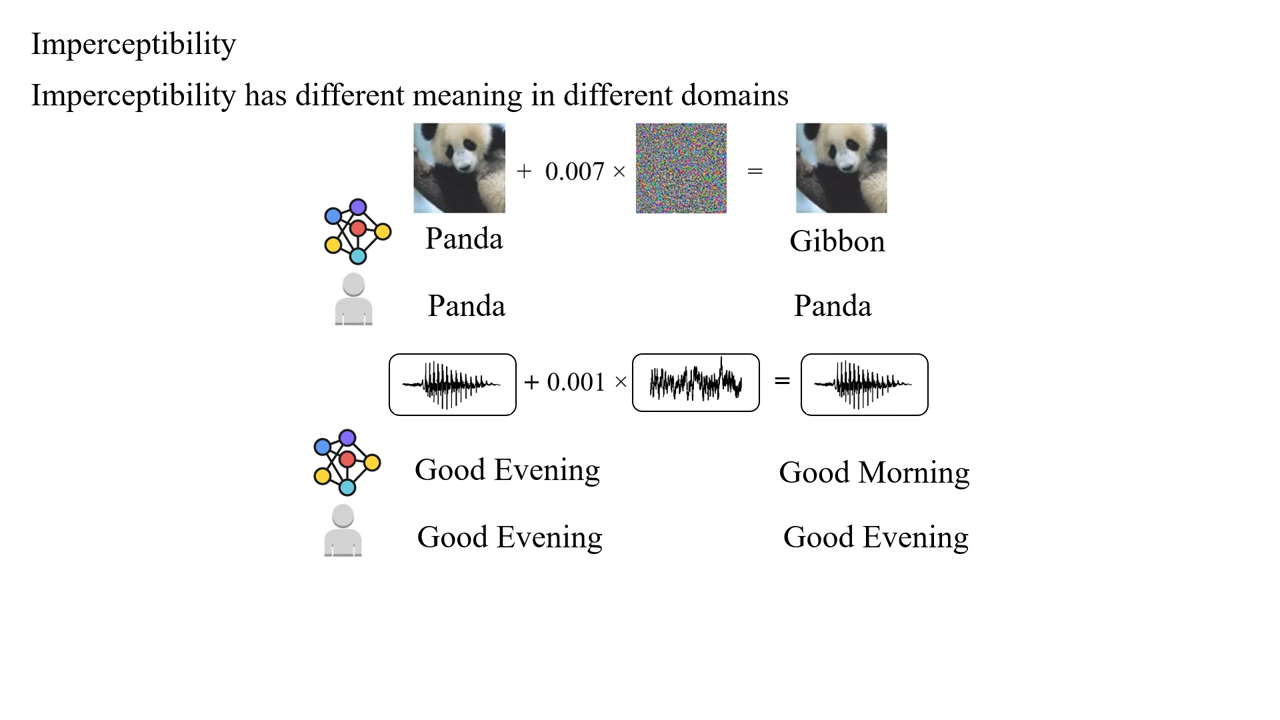 Imperceptibility
Imperceptibility has different meaning in different domains
+ 0.007 × =
Panda Gibbon
Panda Panda
+ 0.001 × =
Good Evening Good Morning
Good Evening Good Evening